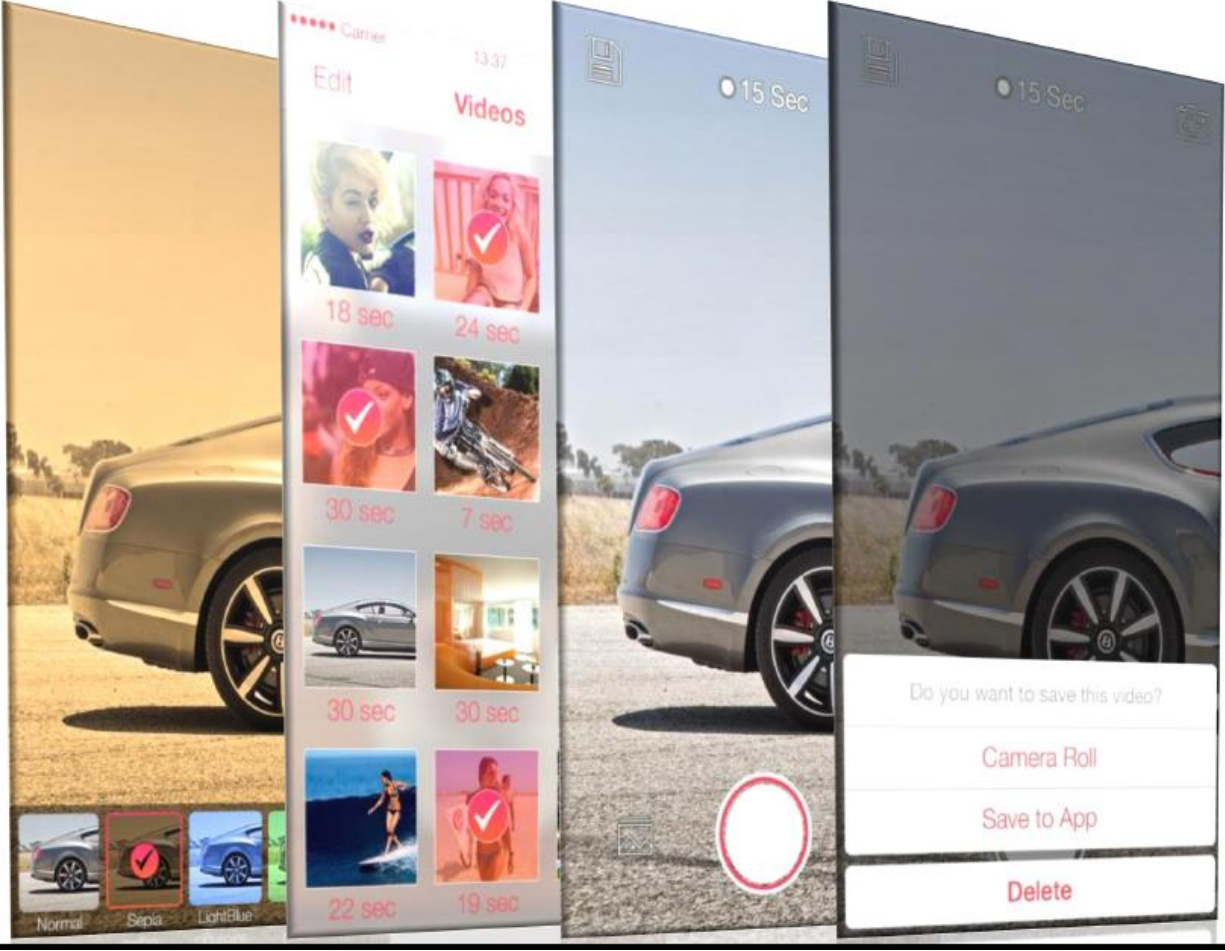 Normal
Sepia
LightBlue
Carrier
13:37
Edit
Videos
18 sec
24 sec
30 sec
7 sec
30 sec
30 sec
22 sec
19 sec
15 Sec
15 Sec
Do you want to save this video?
Camera Roll
Save to App
Delete